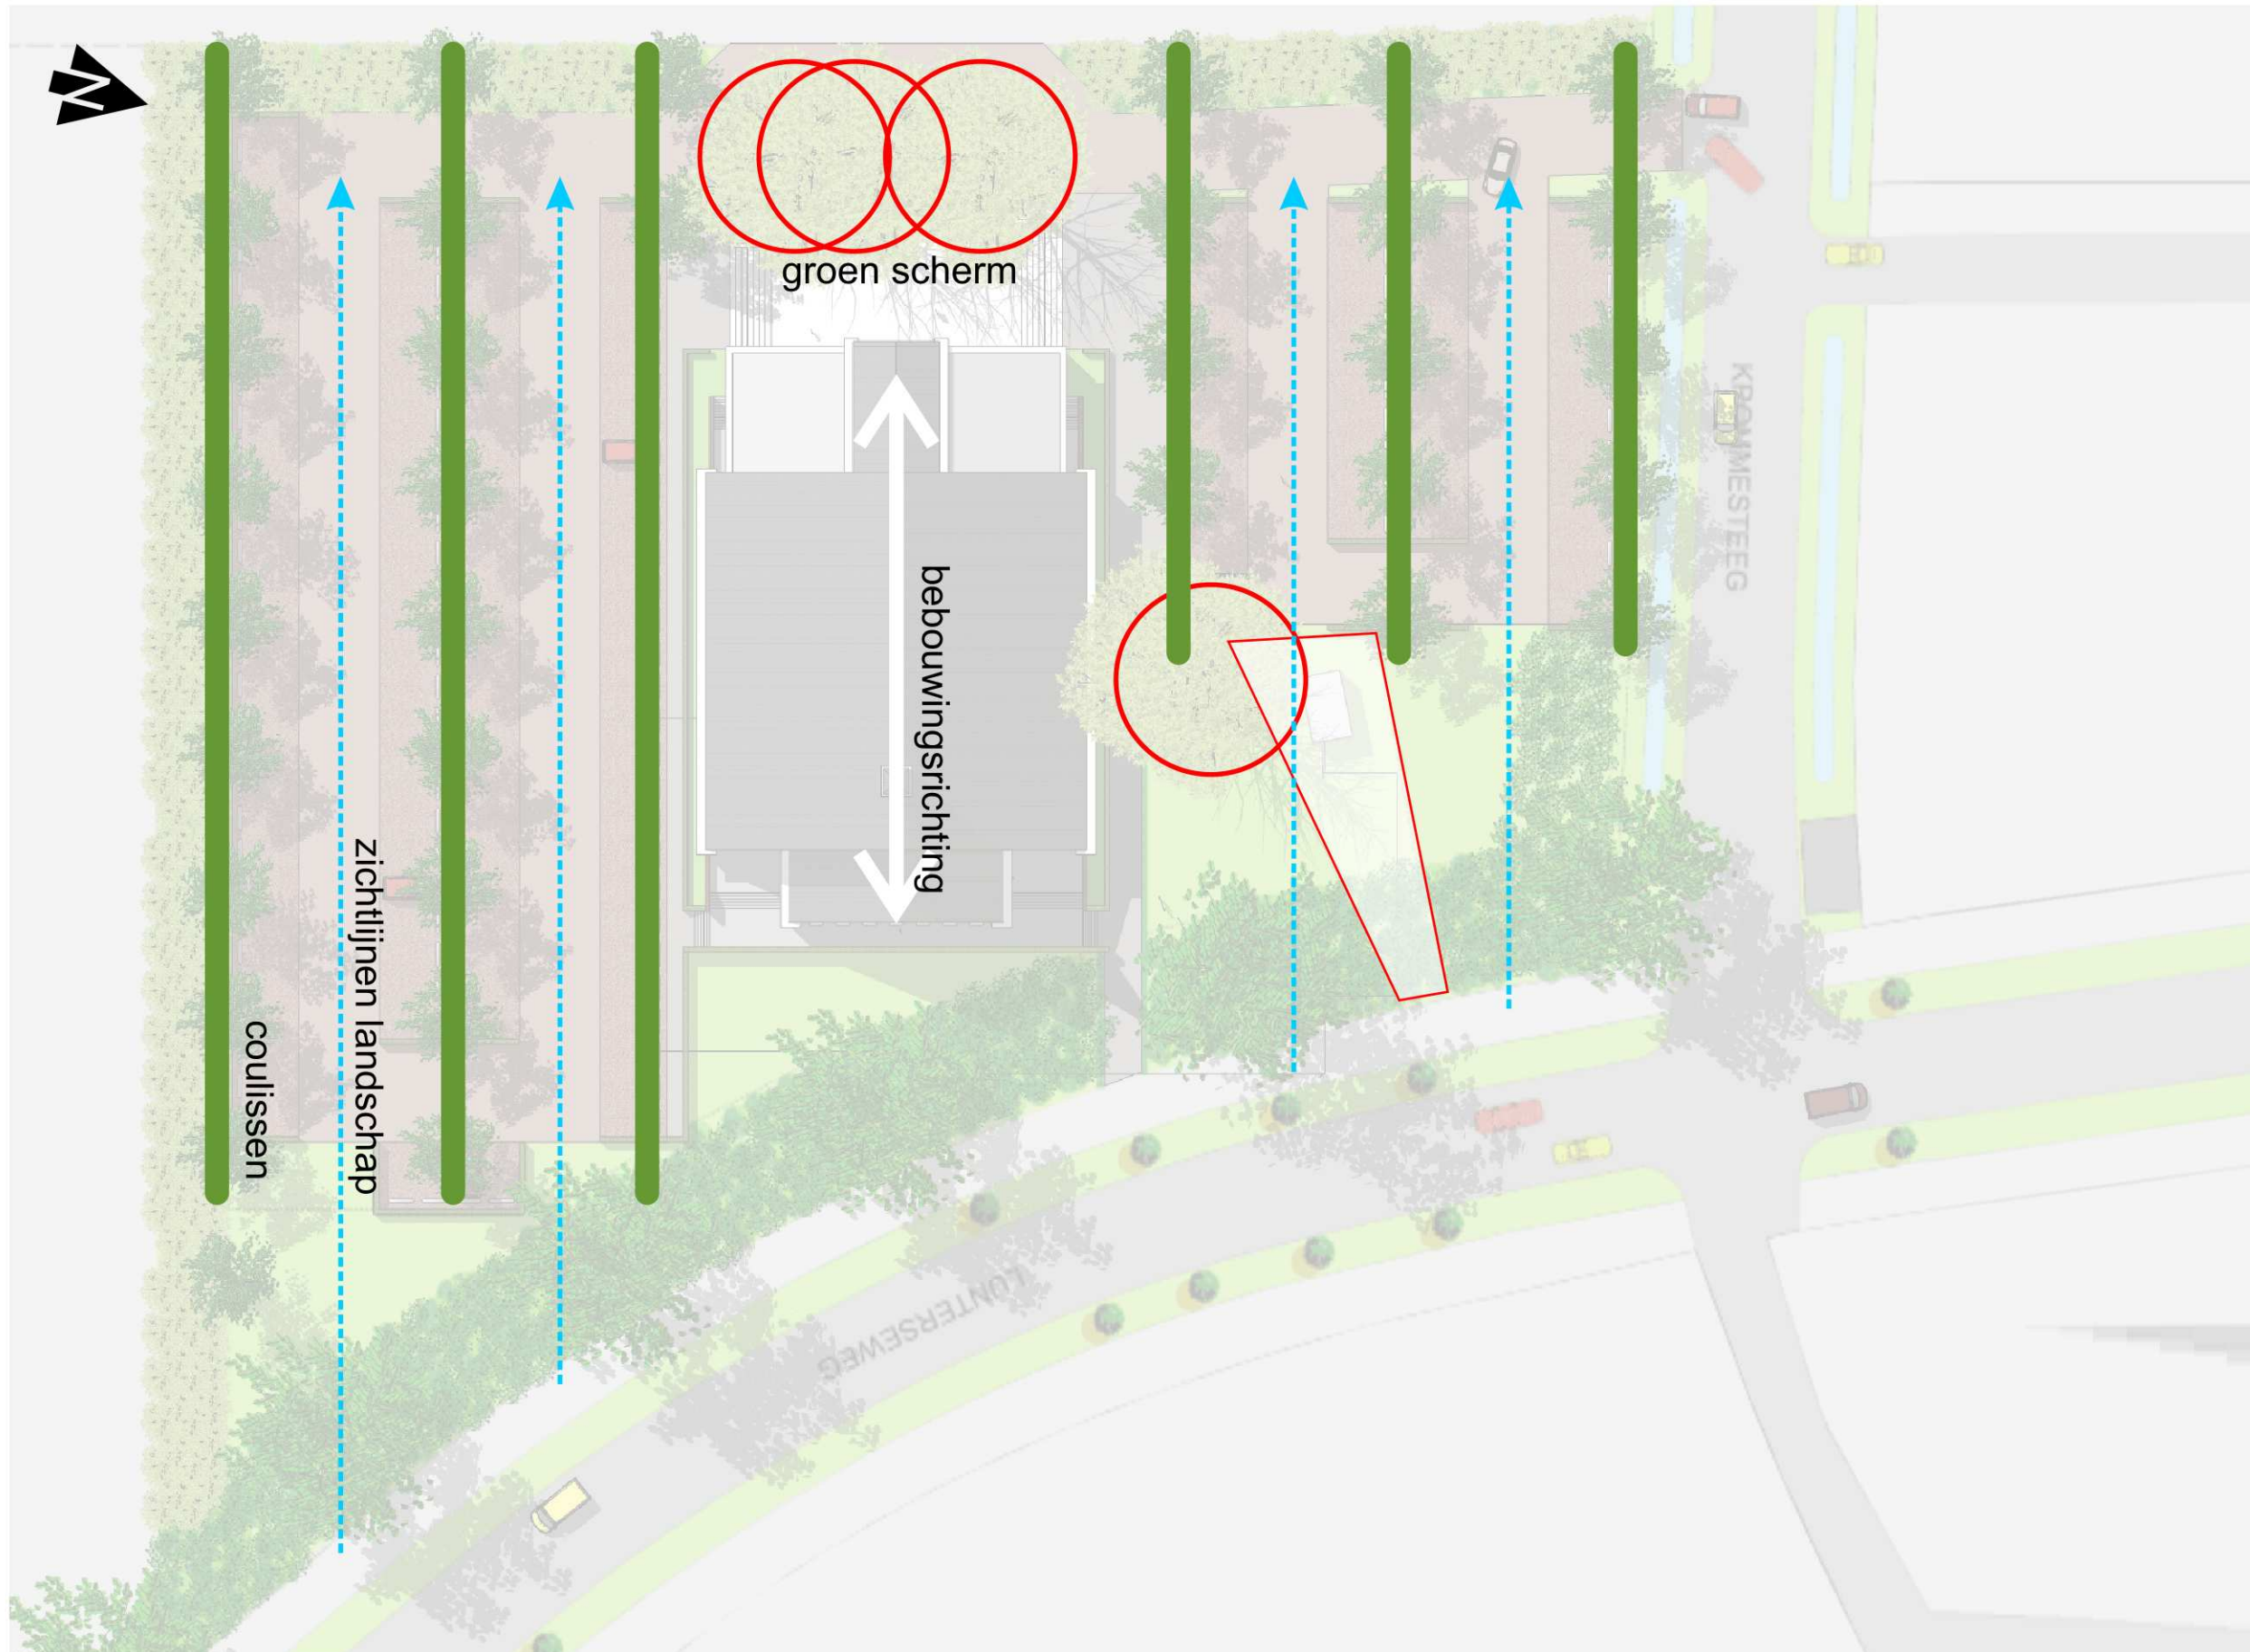 N
groen scherm
KROMMESTEEG
bebouwingsrichting
zichtlijnen landschap
coulissen
LUNTERSEWEG